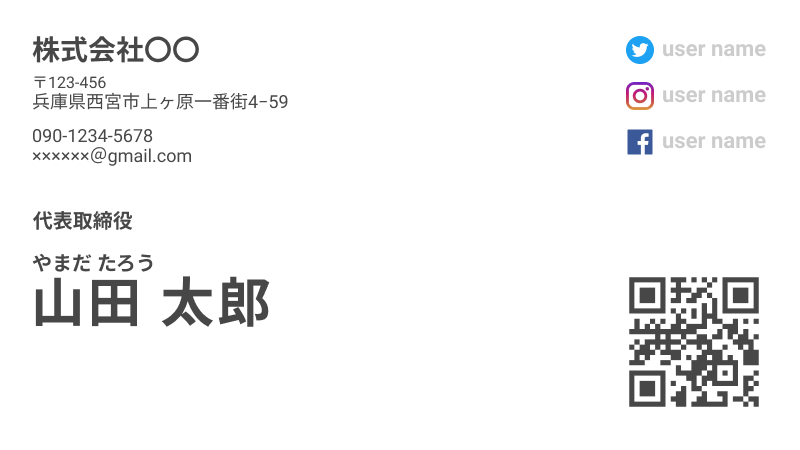 株式会社〇〇
〒123-456
兵庫県西宮市上ヶ原一番街4−59
090-1234-5678
××××××@gmail.com
代表取締役
やまだ たろう
山田 太郎
user name
user name
user name